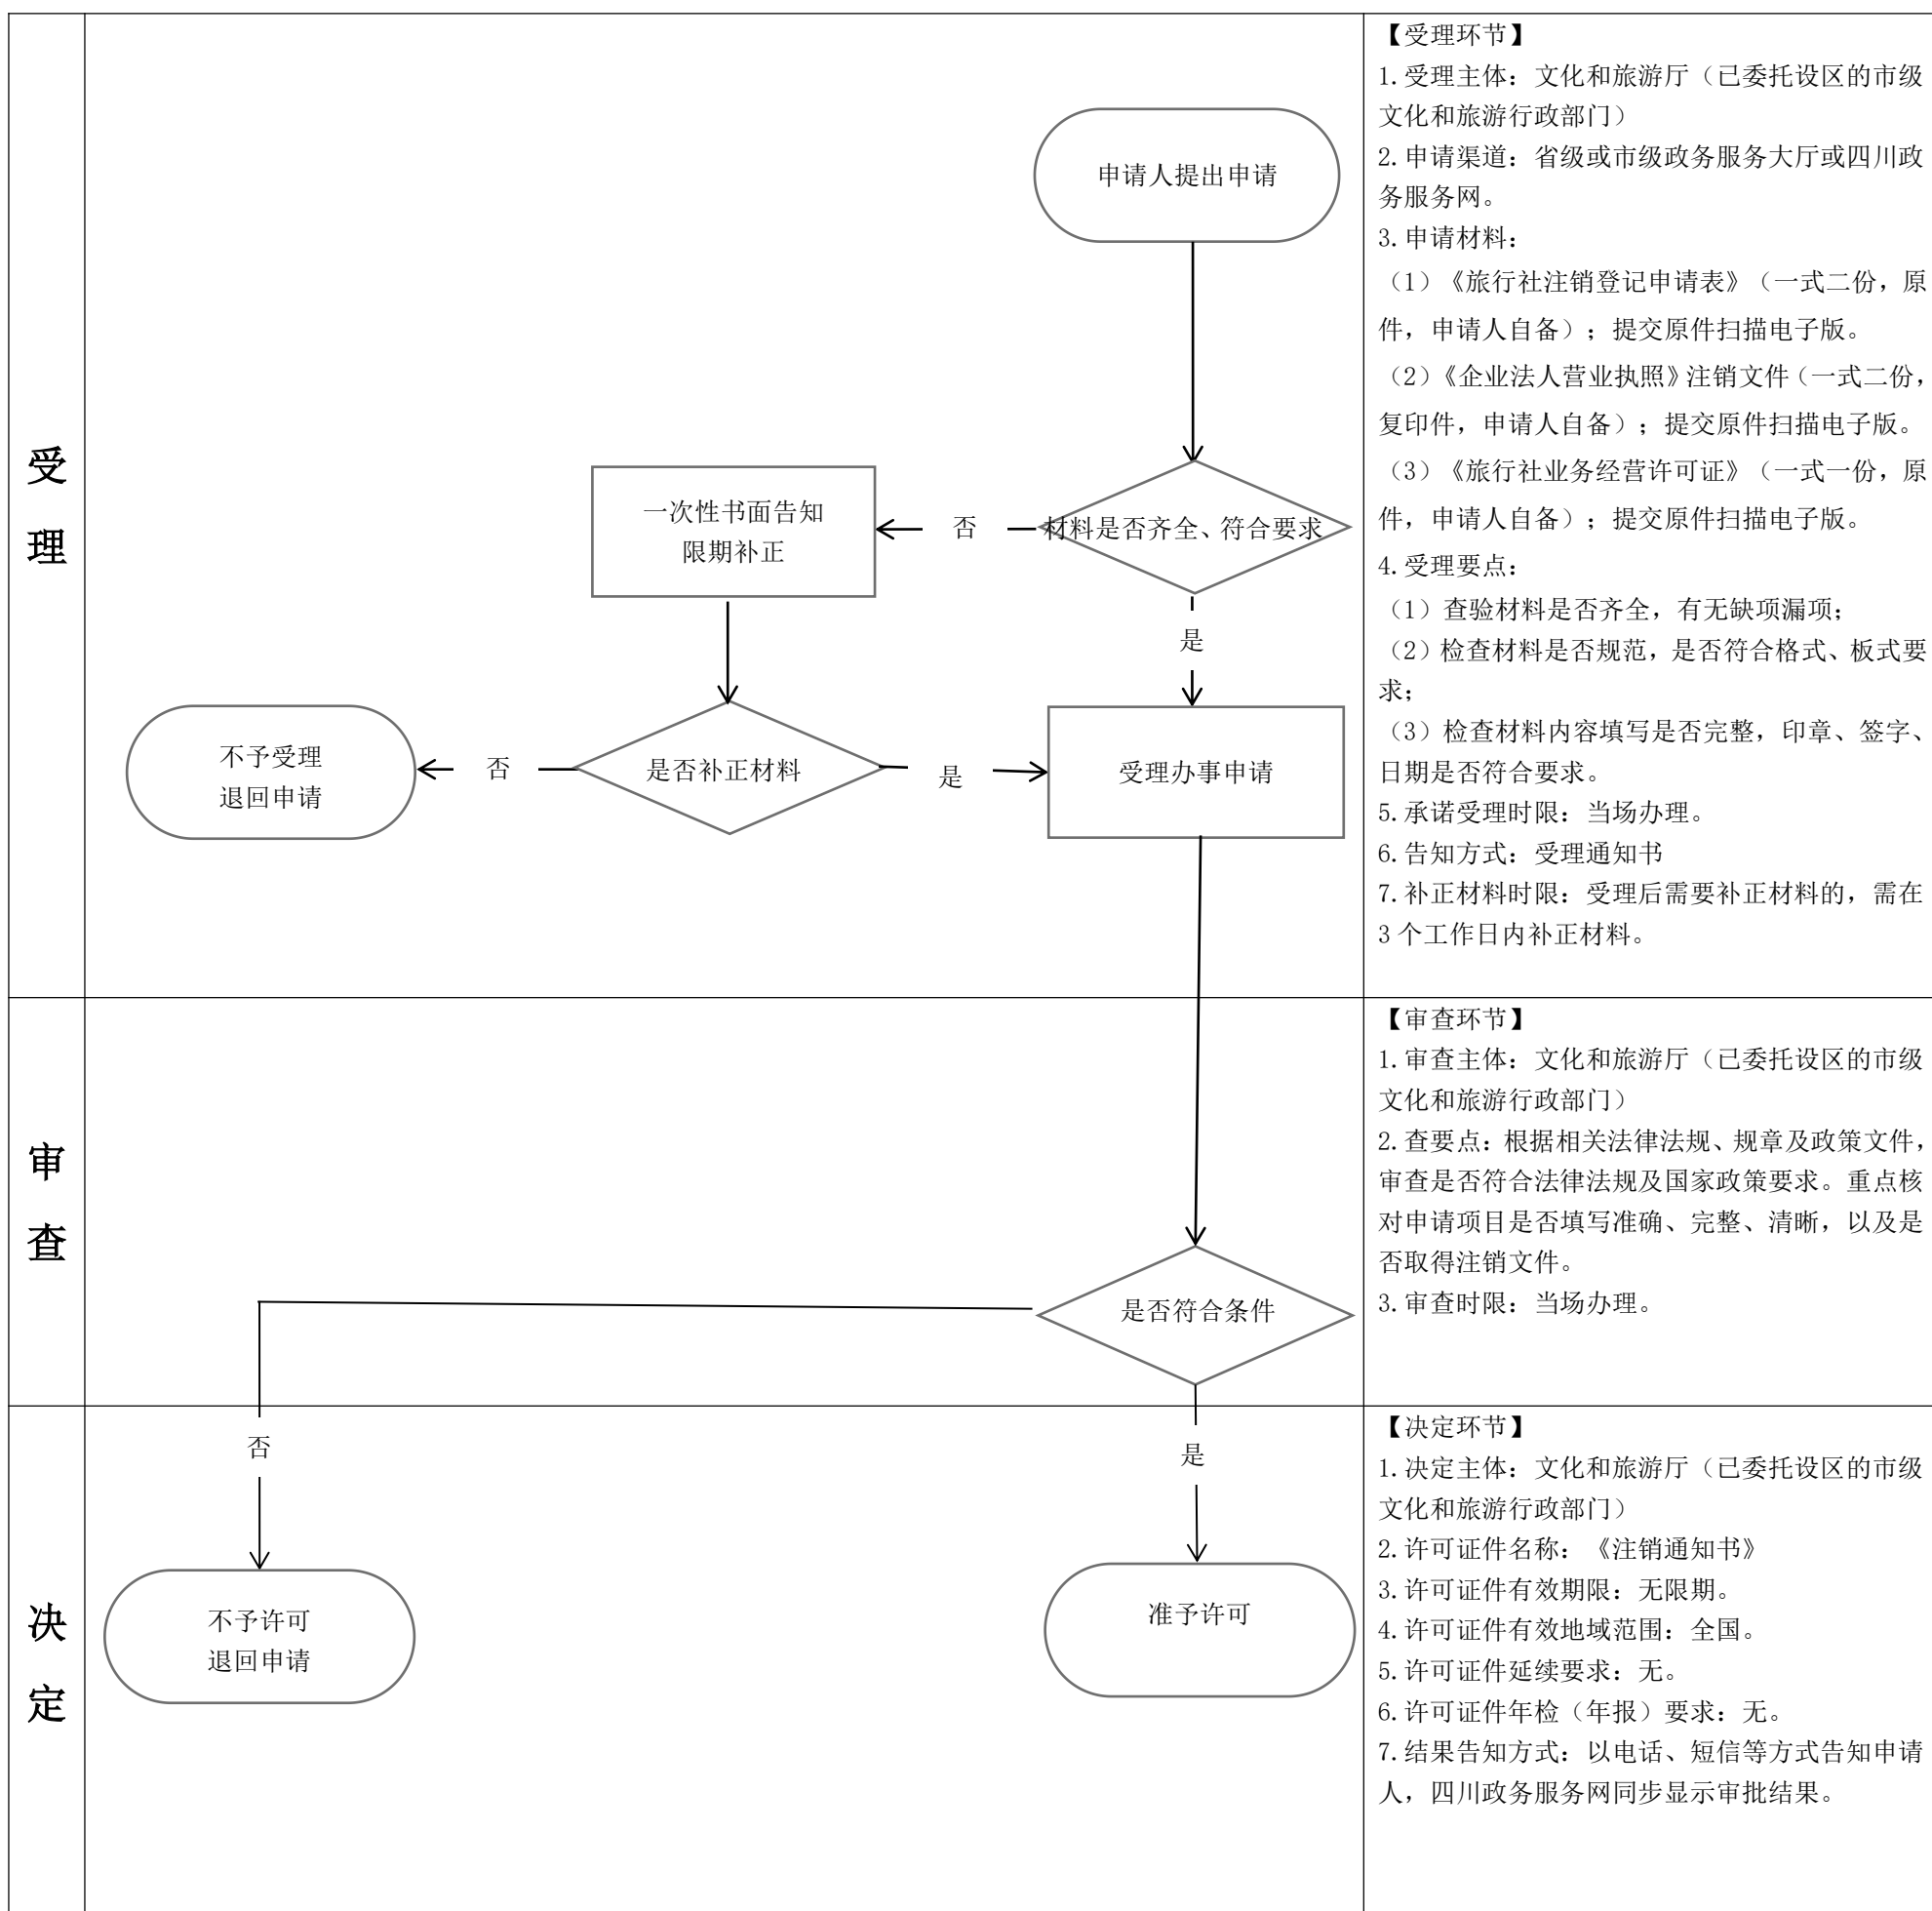 受
理
申请人提出申请
材料是否齐全、符合要求
否
一次性书面告知
限期补正
是
是否补正材料
否
不予受理
退回申请
是
受理办事申请
【受理环节】
1.受理主体：文化和旅游厅（已委托设区的市级
文化和旅游行政部门）
2.申请渠道：省级或市级政务服务大厅或四川政
务服务网。
3.申请材料：
（1）《旅行社注销登记申请表》（一式二份，原
件，申请人自备）；提交原件扫描电子版。
（2）《企业法人营业执照》注销文件（一式二份，
复印件，申请人自备）；提交原件扫描电子版。
（3）《旅行社业务经营许可证》（一式一份，原
件，申请人自备）；提交原件扫描电子版。
4.受理要点：
（1）查验材料是否齐全，有无缺项漏项；
（2）检查材料是否规范，是否符合格式、板式要
求；
（3）检查材料内容填写是否完整，印章、签字、
日期是否符合要求。
5.承诺受理时限：当场办理。
6.告知方式：受理通知书
7.补正材料时限：受理后需要补正材料的，需在
3 个工作日内补正材料。
审
查
是否符合条件
【审查环节】
1.审查主体：文化和旅游厅（已委托设区的市级
文化和旅游行政部门）
2.查要点：根据相关法律法规、规章及政策文件，
审查是否符合法律法规及国家政策要求。重点核
对申请项目是否填写准确、完整、清晰，以及是
否取得注销文件。
3.审查时限：当场办理。
决
定
否
是
不予许可
退回申请
准予许可
【决定环节】
1.决定主体：文化和旅游厅（已委托设区的市级
文化和旅游行政部门）
2.许可证件名称：《注销通知书》
3.许可证件有效期限：无限期。
4.许可证件有效地域范围：全国。
5.许可证件延续要求：无。
6.许可证件年检（年报）要求：无。
7.结果告知方式：以电话、短信等方式告知申请
人，四川政务服务网同步显示审批结果。